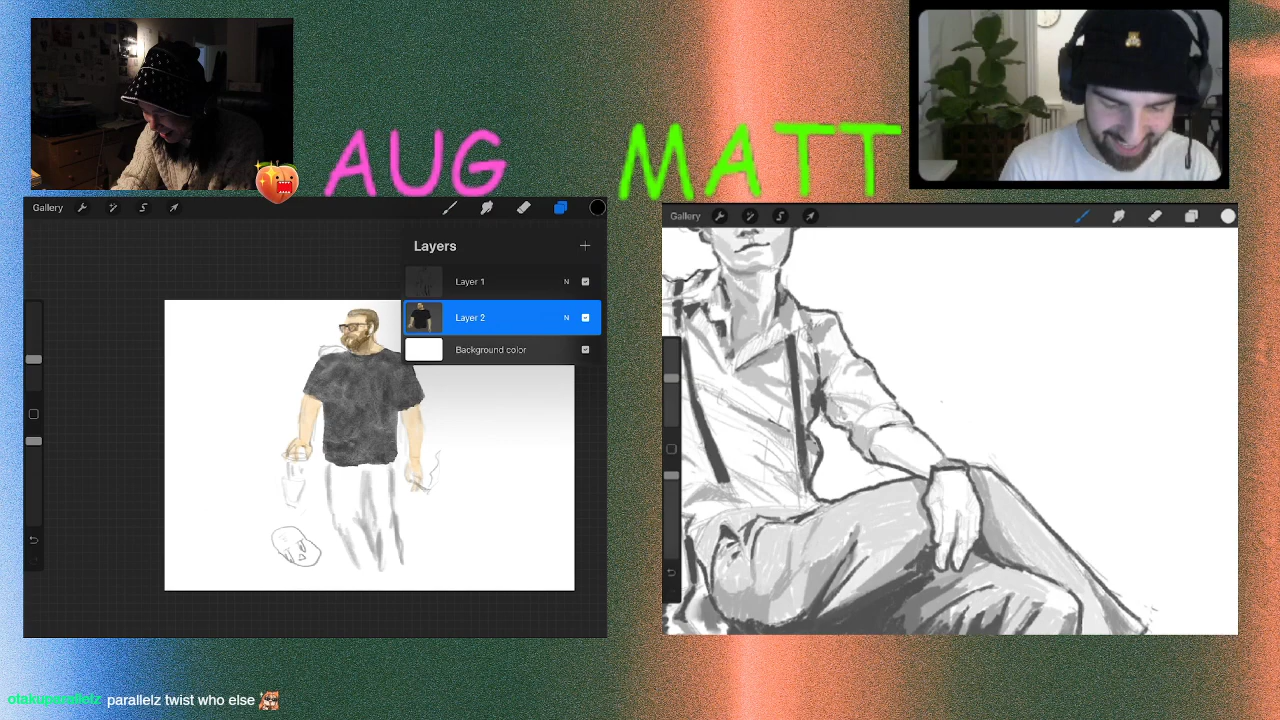 AUG
MATT
Gallery
Layers
Layer 1 N
Layer 2 N
Background color
Gallery
otakuparallelz parallelz twist who else